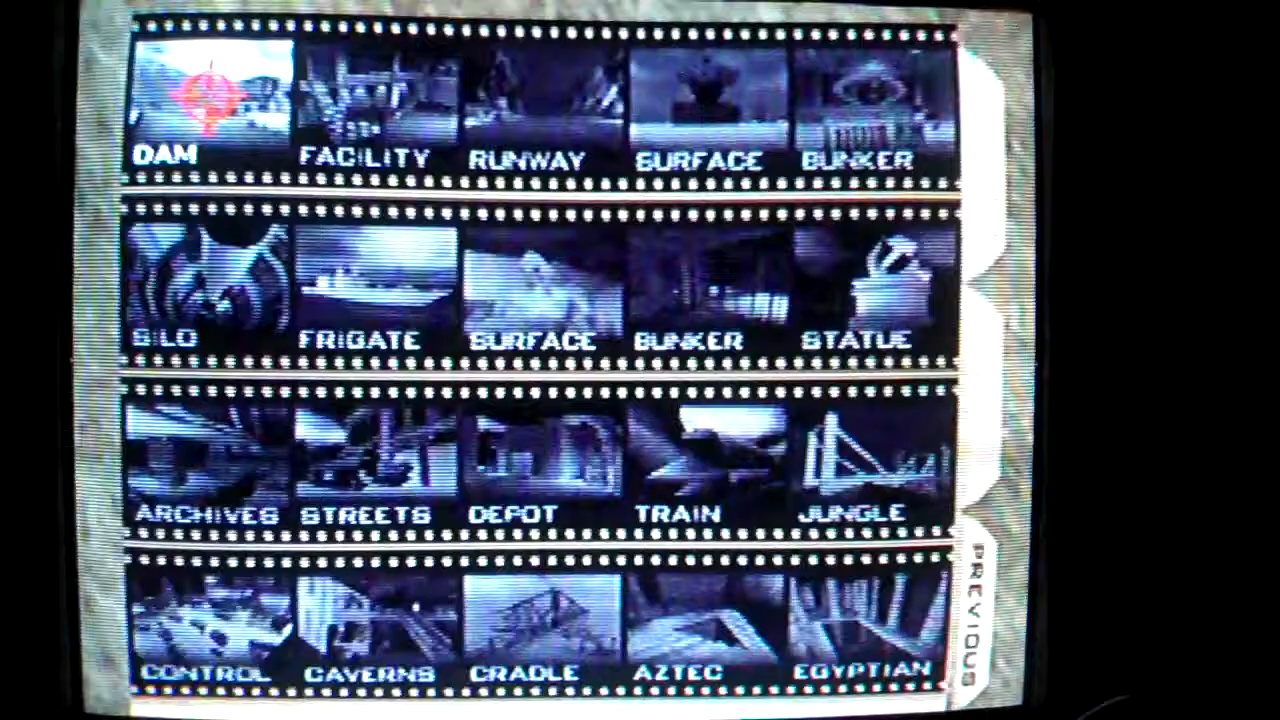 DAM FACILITY RUNWAY SURFACE BUNKER
SILO FRIGATE SURFACE BUNKER STATUE
ARCHIVES STREETS DEPOT TRAIN JUNGLE
CONTROL CAVERNS CRADLE AZTEC EGYPTIAN
PREVIOUS